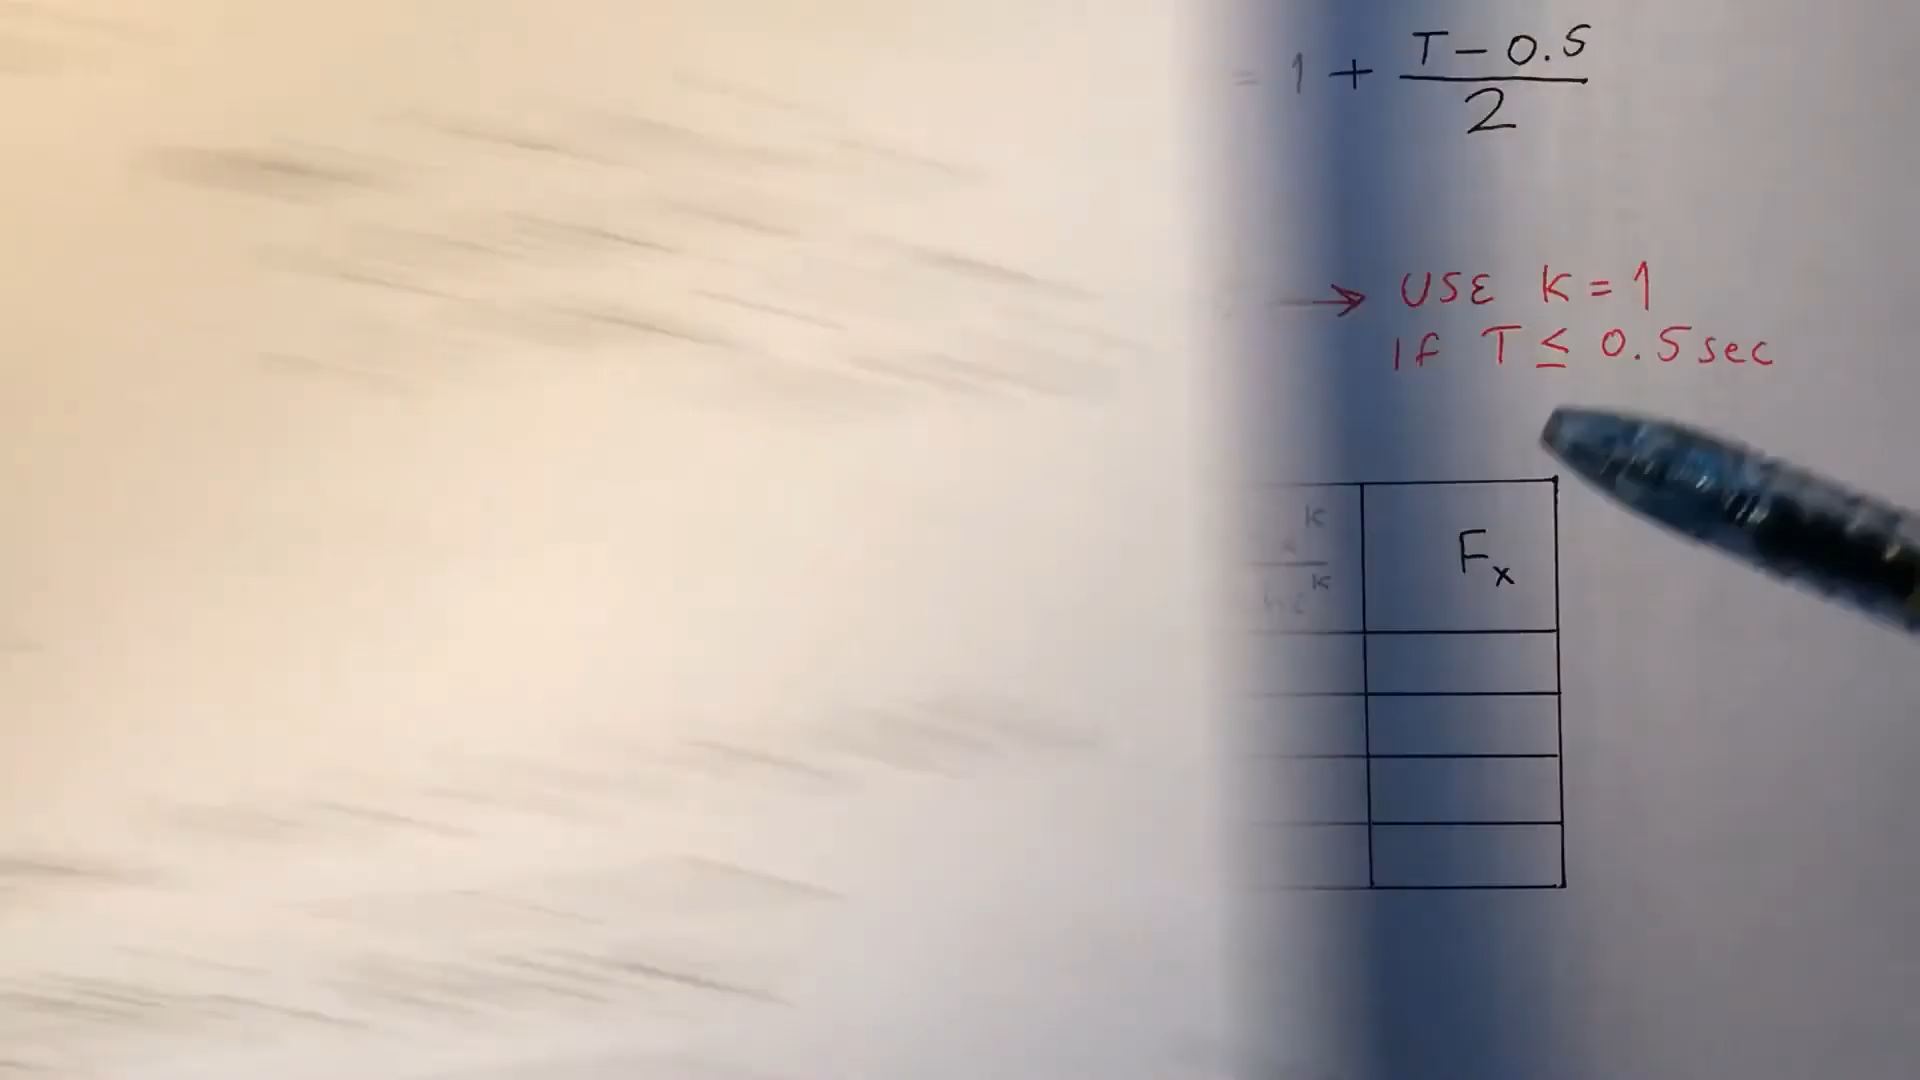 = 1 + T - 0.5
2
→ USE K = 1
If T ≤ 0.5 sec
K
K
Fx